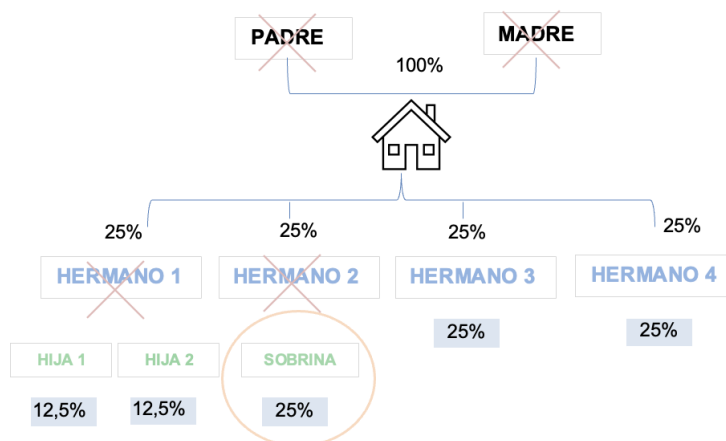 PADRE
MADRE
100%
25%
25%
25%
25%
HERMANO 1
HERMANO 2
HERMANO 3
HERMANO 4
25%
25%
HIJA 1
HIJA 2
SOBRINA
12,5%
12,5%
25%